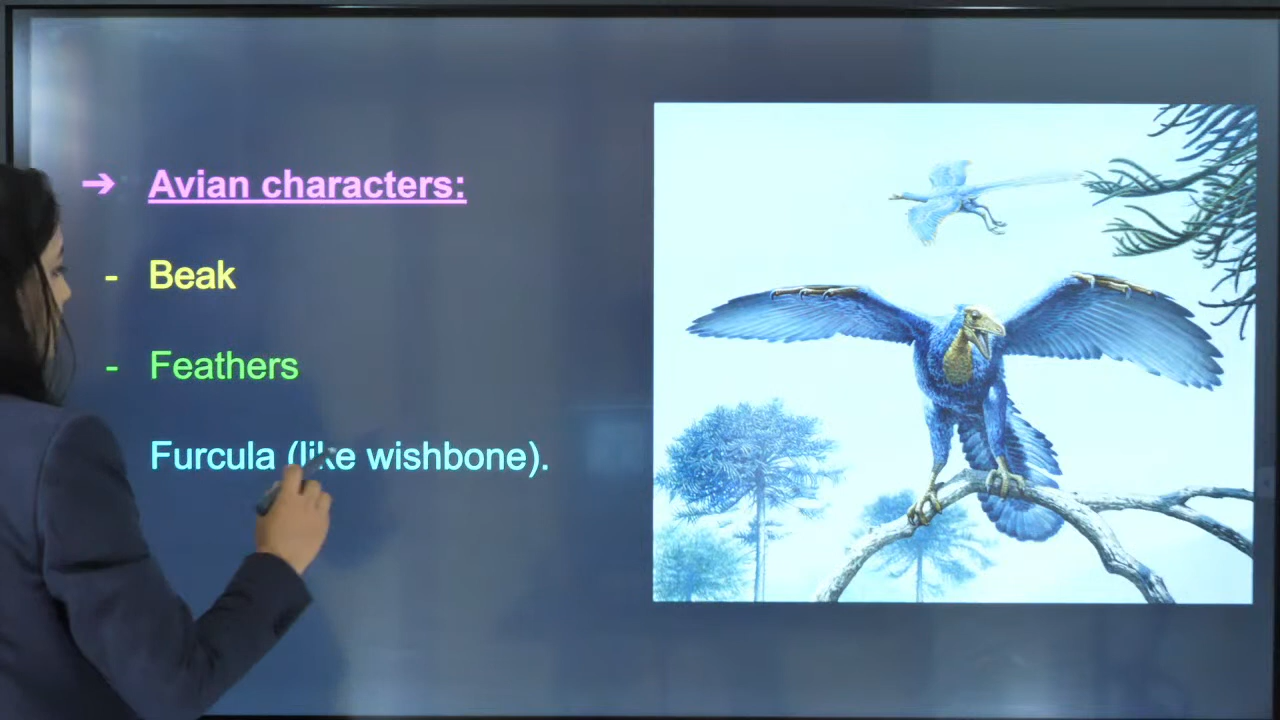 ➔ Avian characters:
- Beak
- Feathers
Furcula (like wishbone).